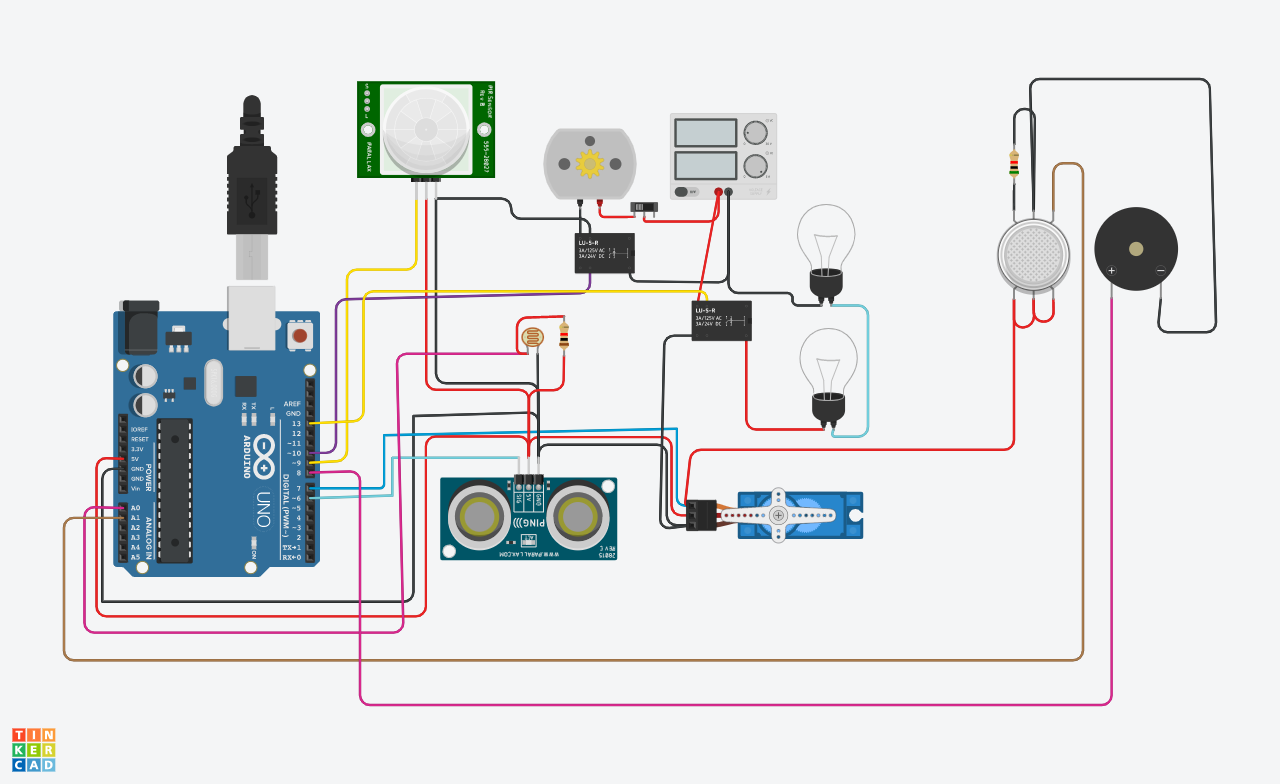 PIR Sensor
Rev B
PARALLAX
555-28027
LU-5-R
3A/125V AC
3A/24V DC
LU-5-R
3A/125V AC
3A/24V DC
+
−
AREF
GND
13
12
~11
~10
~9
8
7
~6
~5
4
~3
2
TX→1
RX←0
DIGITAL (PWM~)
IOREF
RESET
3.3V
5V
GND
GND
Vin
POWER
A0
A1
A2
A3
A4
A5
ANALOG IN
RX
TX
L
ARDUINO
UNO
ON
SIG
5V
GND
PING)))
WWW.PARALLAX.COM
28015
REV C
TIN
KER
CAD